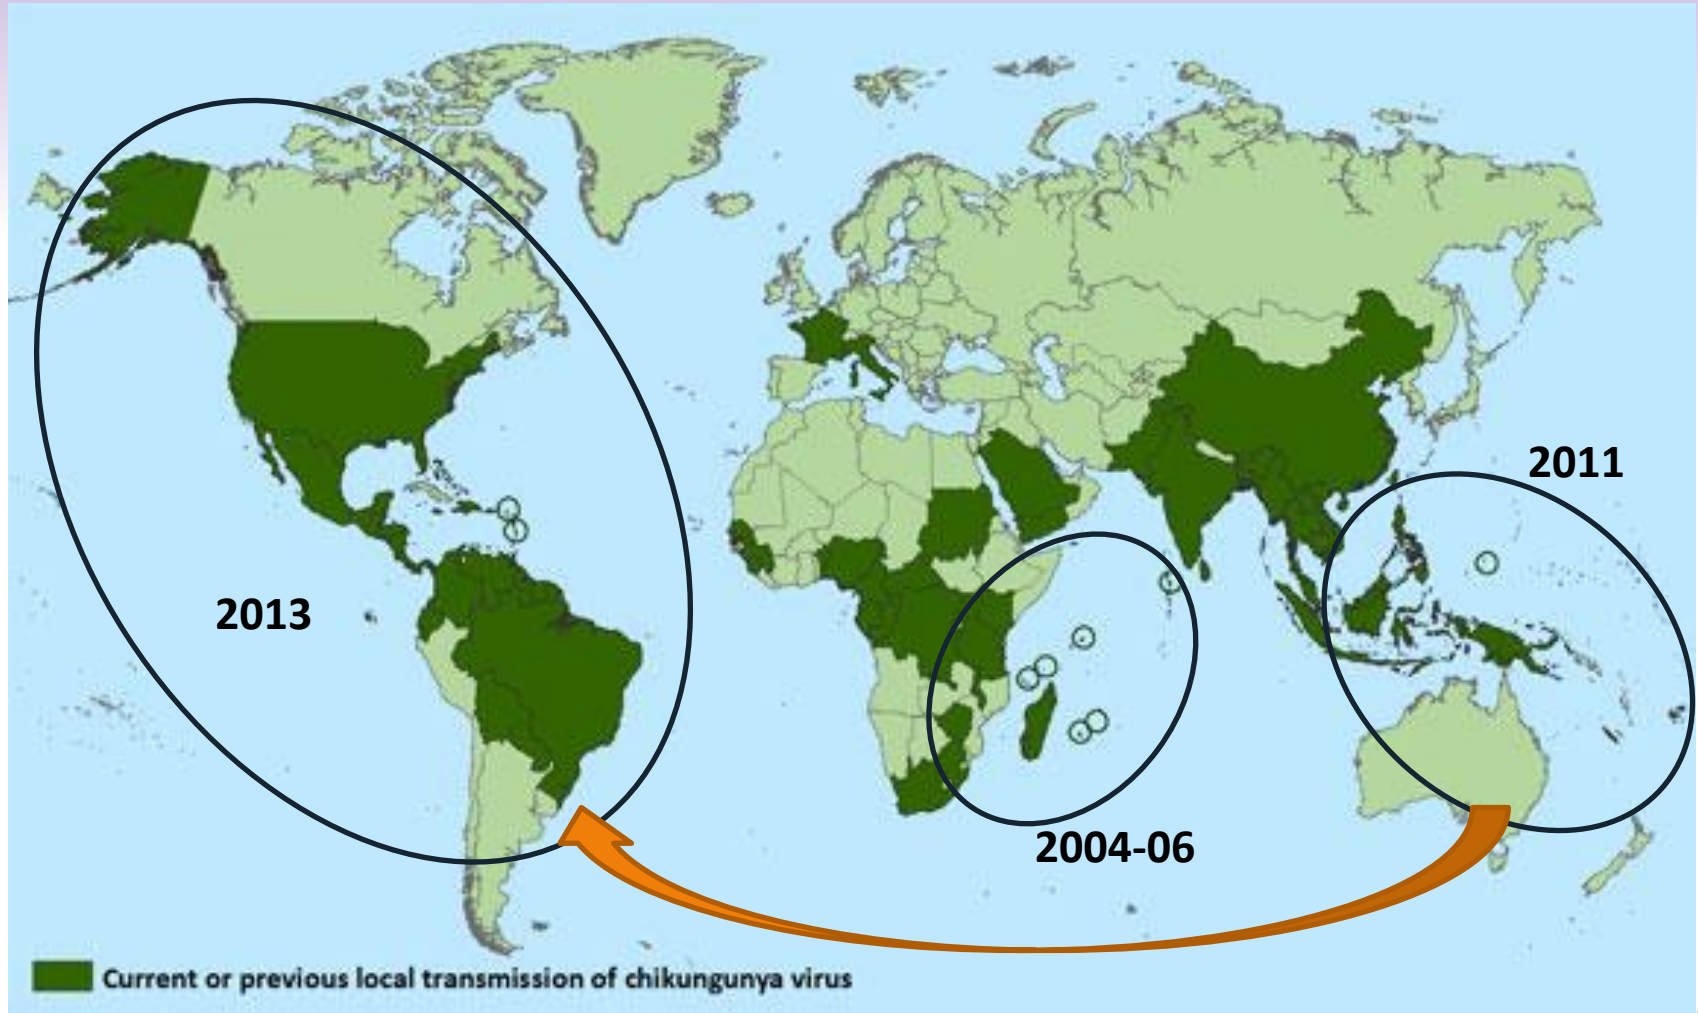 2011
2013
2004-06
Current or previous local transmission of chikungunya virus